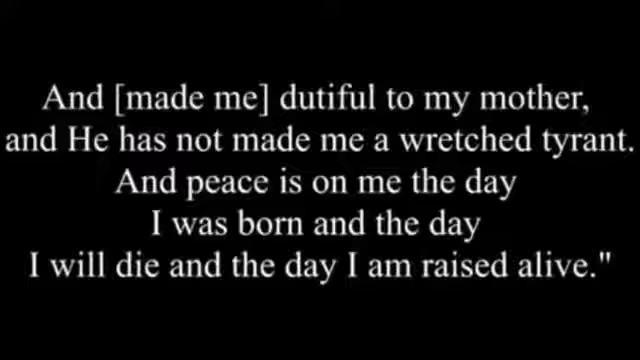 And [made me] dutiful to my mother,
and He has not made me a wretched tyrant.
And peace is on me the day
I was born and the day
I will die and the day I am raised alive."